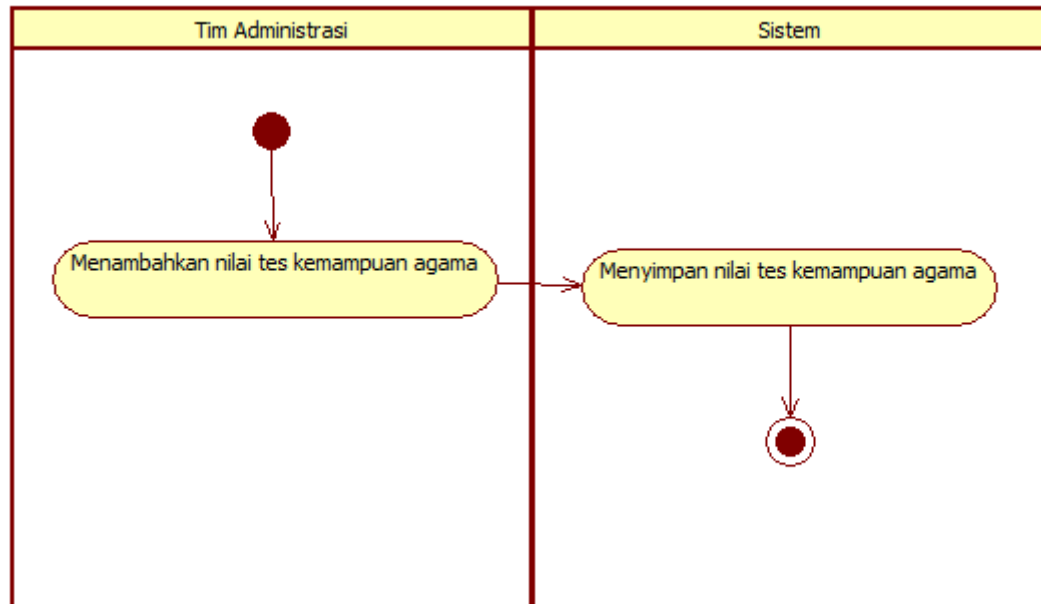 Tim Administrasi
Sistem
Menambahkan nilai tes kemampuan agama
Menyimpan nilai tes kemampuan agama